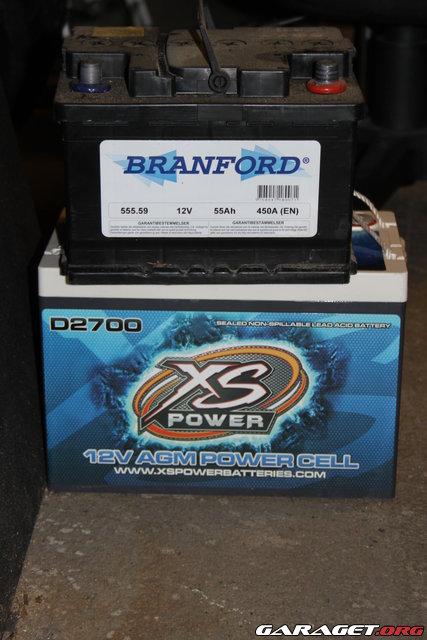 BRANFORD®
555.59 12V 55Ah 450A (EN)
GARANTIBESTEMMELSER GARANTIBESTÄMMELSER
D2700 SEALED NON-SPILLABLE LEAD ACID BATTERY
XS
POWER
12V AGM POWER CELL
WWW.XSPOWERBATTERIES.COM
GARAGET.ORG